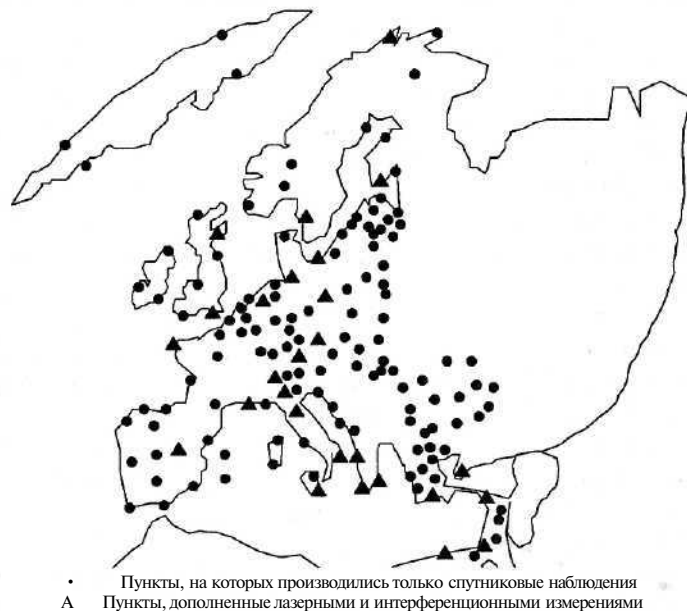 • Пункты, на которых производились только спутниковые наблюдения
А Пункты, дополненные лазерными и интерференционными измерениями